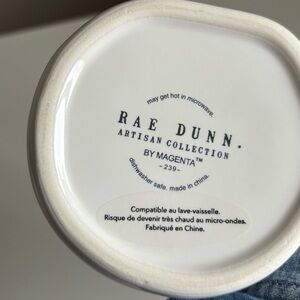 may get hot in microwave.
RAE DUNN.
ARTISAN COLLECTION
BY MAGENTA™
-239-
dishwasher safe. made in china.
Compatible au lave-vaisselle.
Risque de devenir très chaud au micro-ondes.
Fabriqué en Chine.